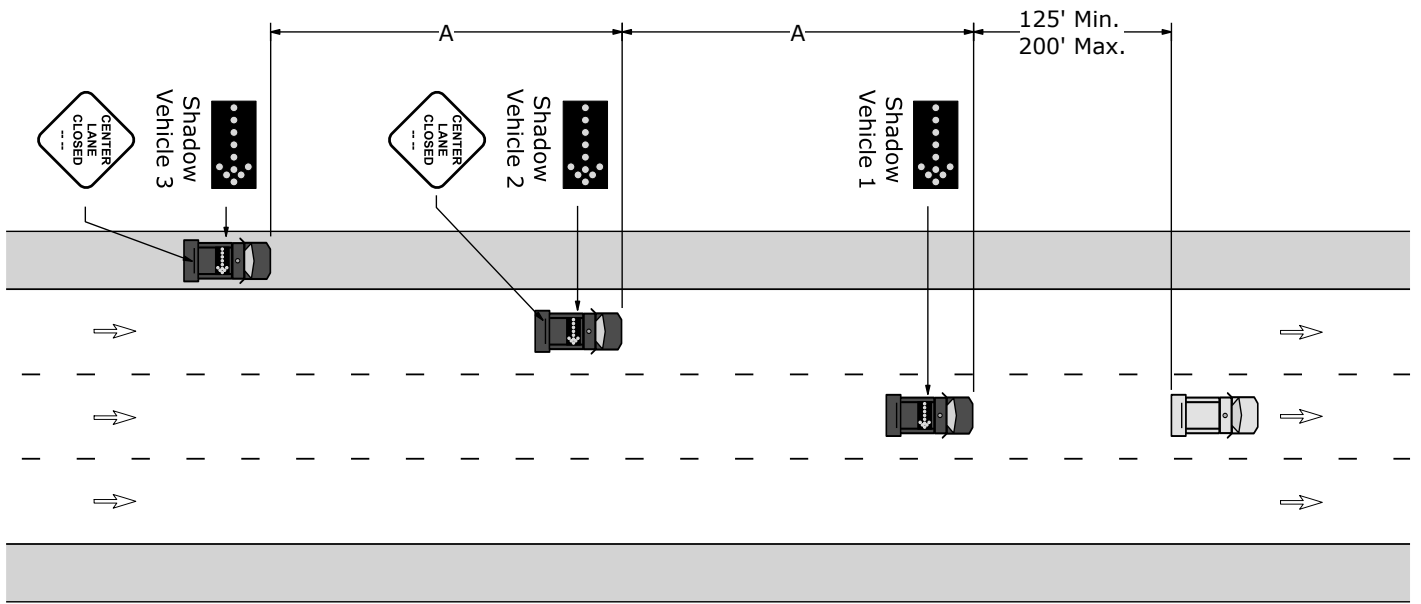 A
A
125' Min.
200' Max.
CENTER
LANE
CLOSED
----
Shadow
Vehicle 3
CENTER
LANE
CLOSED
----
Shadow
Vehicle 2
Shadow
Vehicle 1